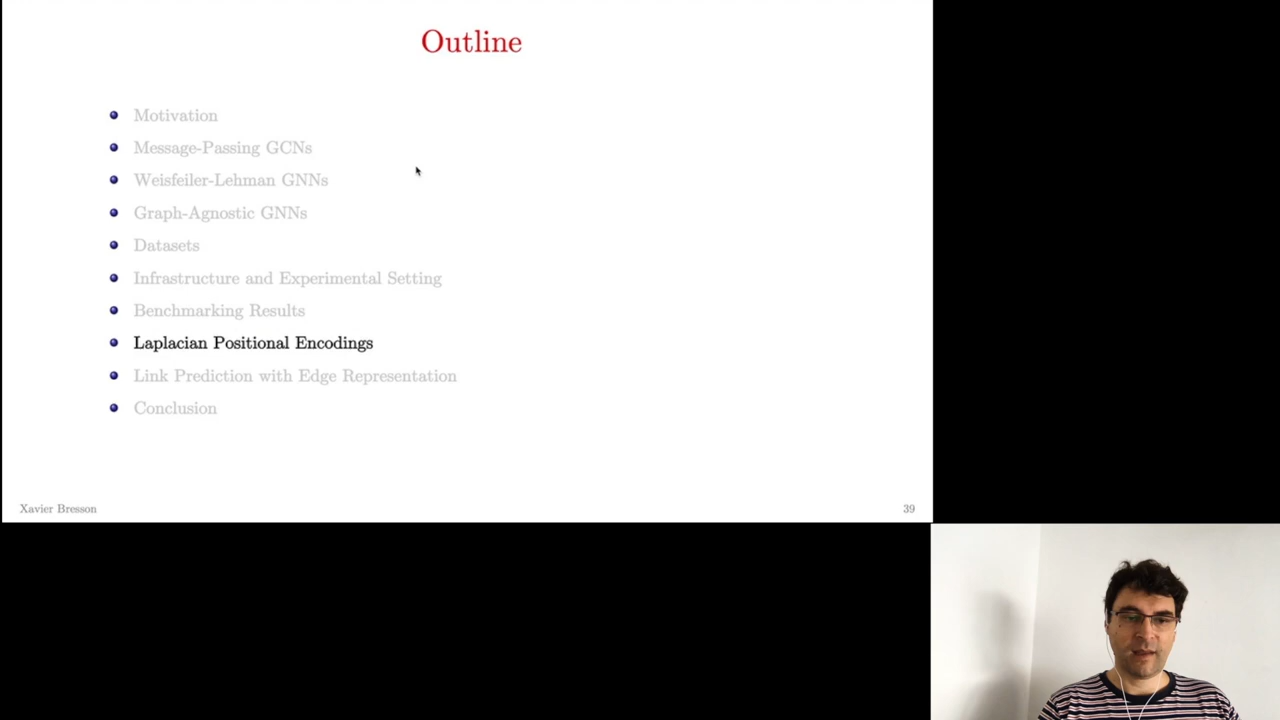 Outline
Motivation
Message-Passing GCNs
Weisfeiler-Lehman GNNs
Graph-Agnostic GNNs
Datasets
Infrastructure and Experimental Setting
Benchmarking Results
Laplacian Positional Encodings
Link Prediction with Edge Representation
Conclusion
Xavier Bresson
39